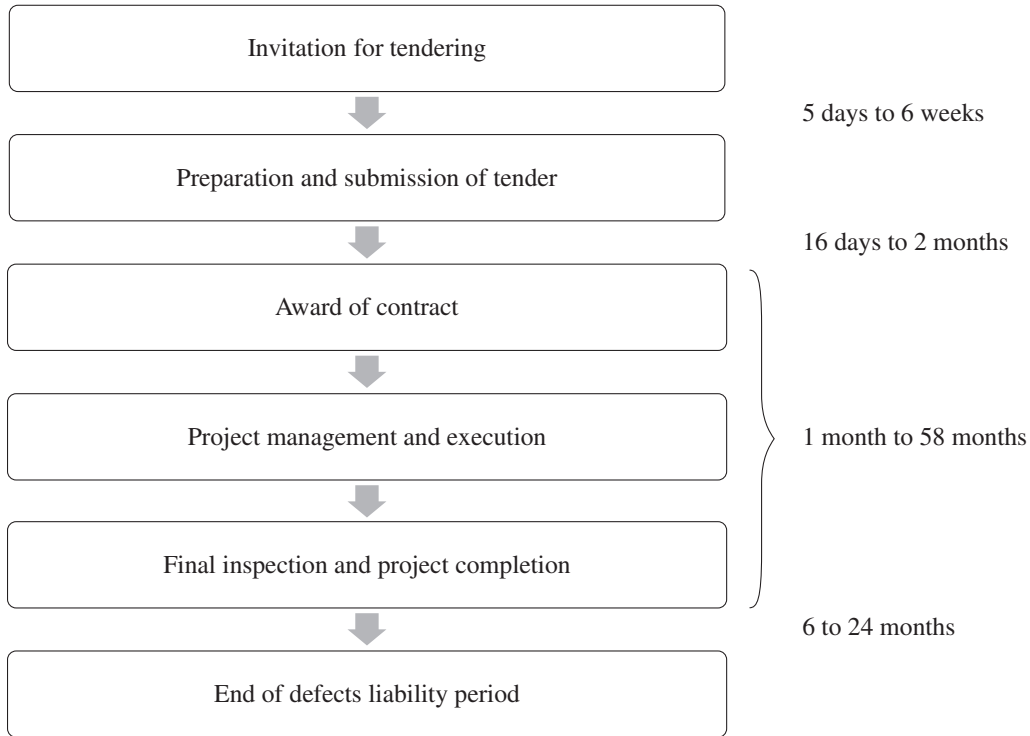 Invitation for tendering
5 days to 6 weeks
Preparation and submission of tender
16 days to 2 months
Award of contract
Project management and execution
1 month to 58 months
Final inspection and project completion
6 to 24 months
End of defects liability period